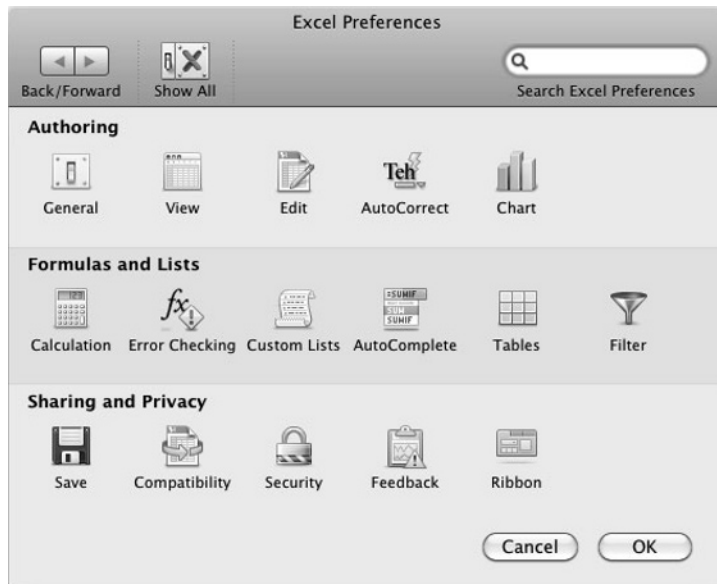 Excel Preferences
Back/Forward Show All Search Excel Preferences
Authoring
Teh
General View Edit AutoCorrect Chart
Formulas and Lists
123 fx =SUMIF
SUM
SUMIF
Calculation Error Checking Custom Lists AutoComplete Tables Filter
Sharing and Privacy
Save Compatibility Security Feedback Ribbon
Cancel OK